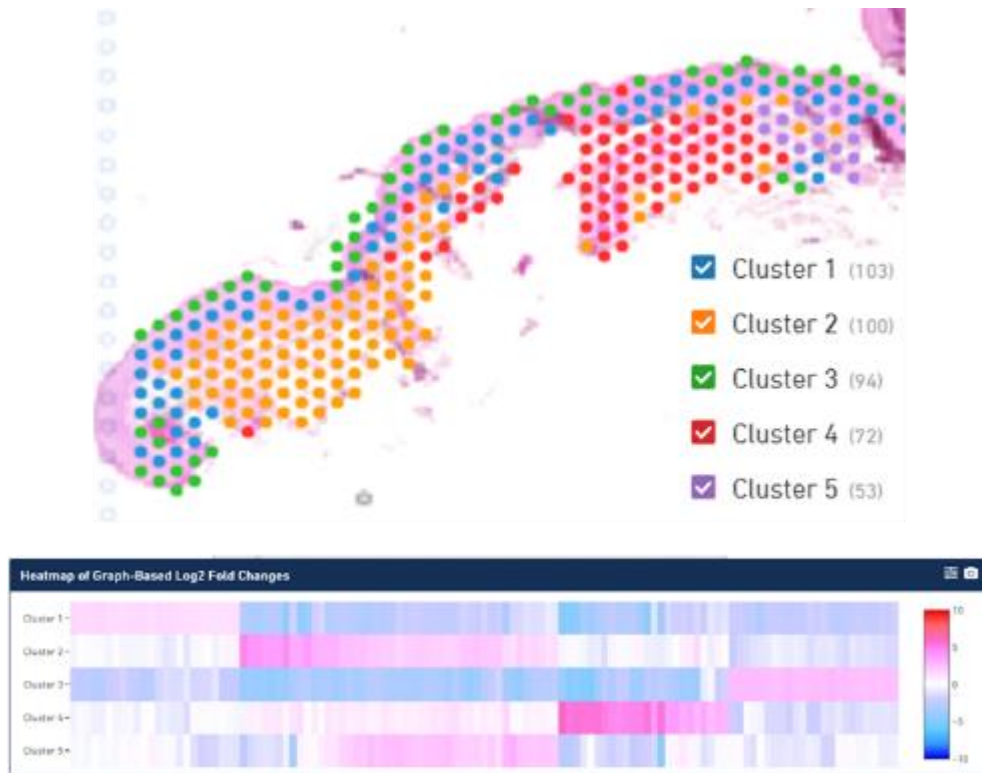 Cluster 1 (103)
Cluster 2 (100)
Cluster 3 (94)
Cluster 4 (72)
Cluster 5 (53)
Heatmap of Graph-Based Log2 Fold Changes
Cluster 1
Cluster 2
Cluster 3
Cluster 4
Cluster 5
10
5
0
-5
-10